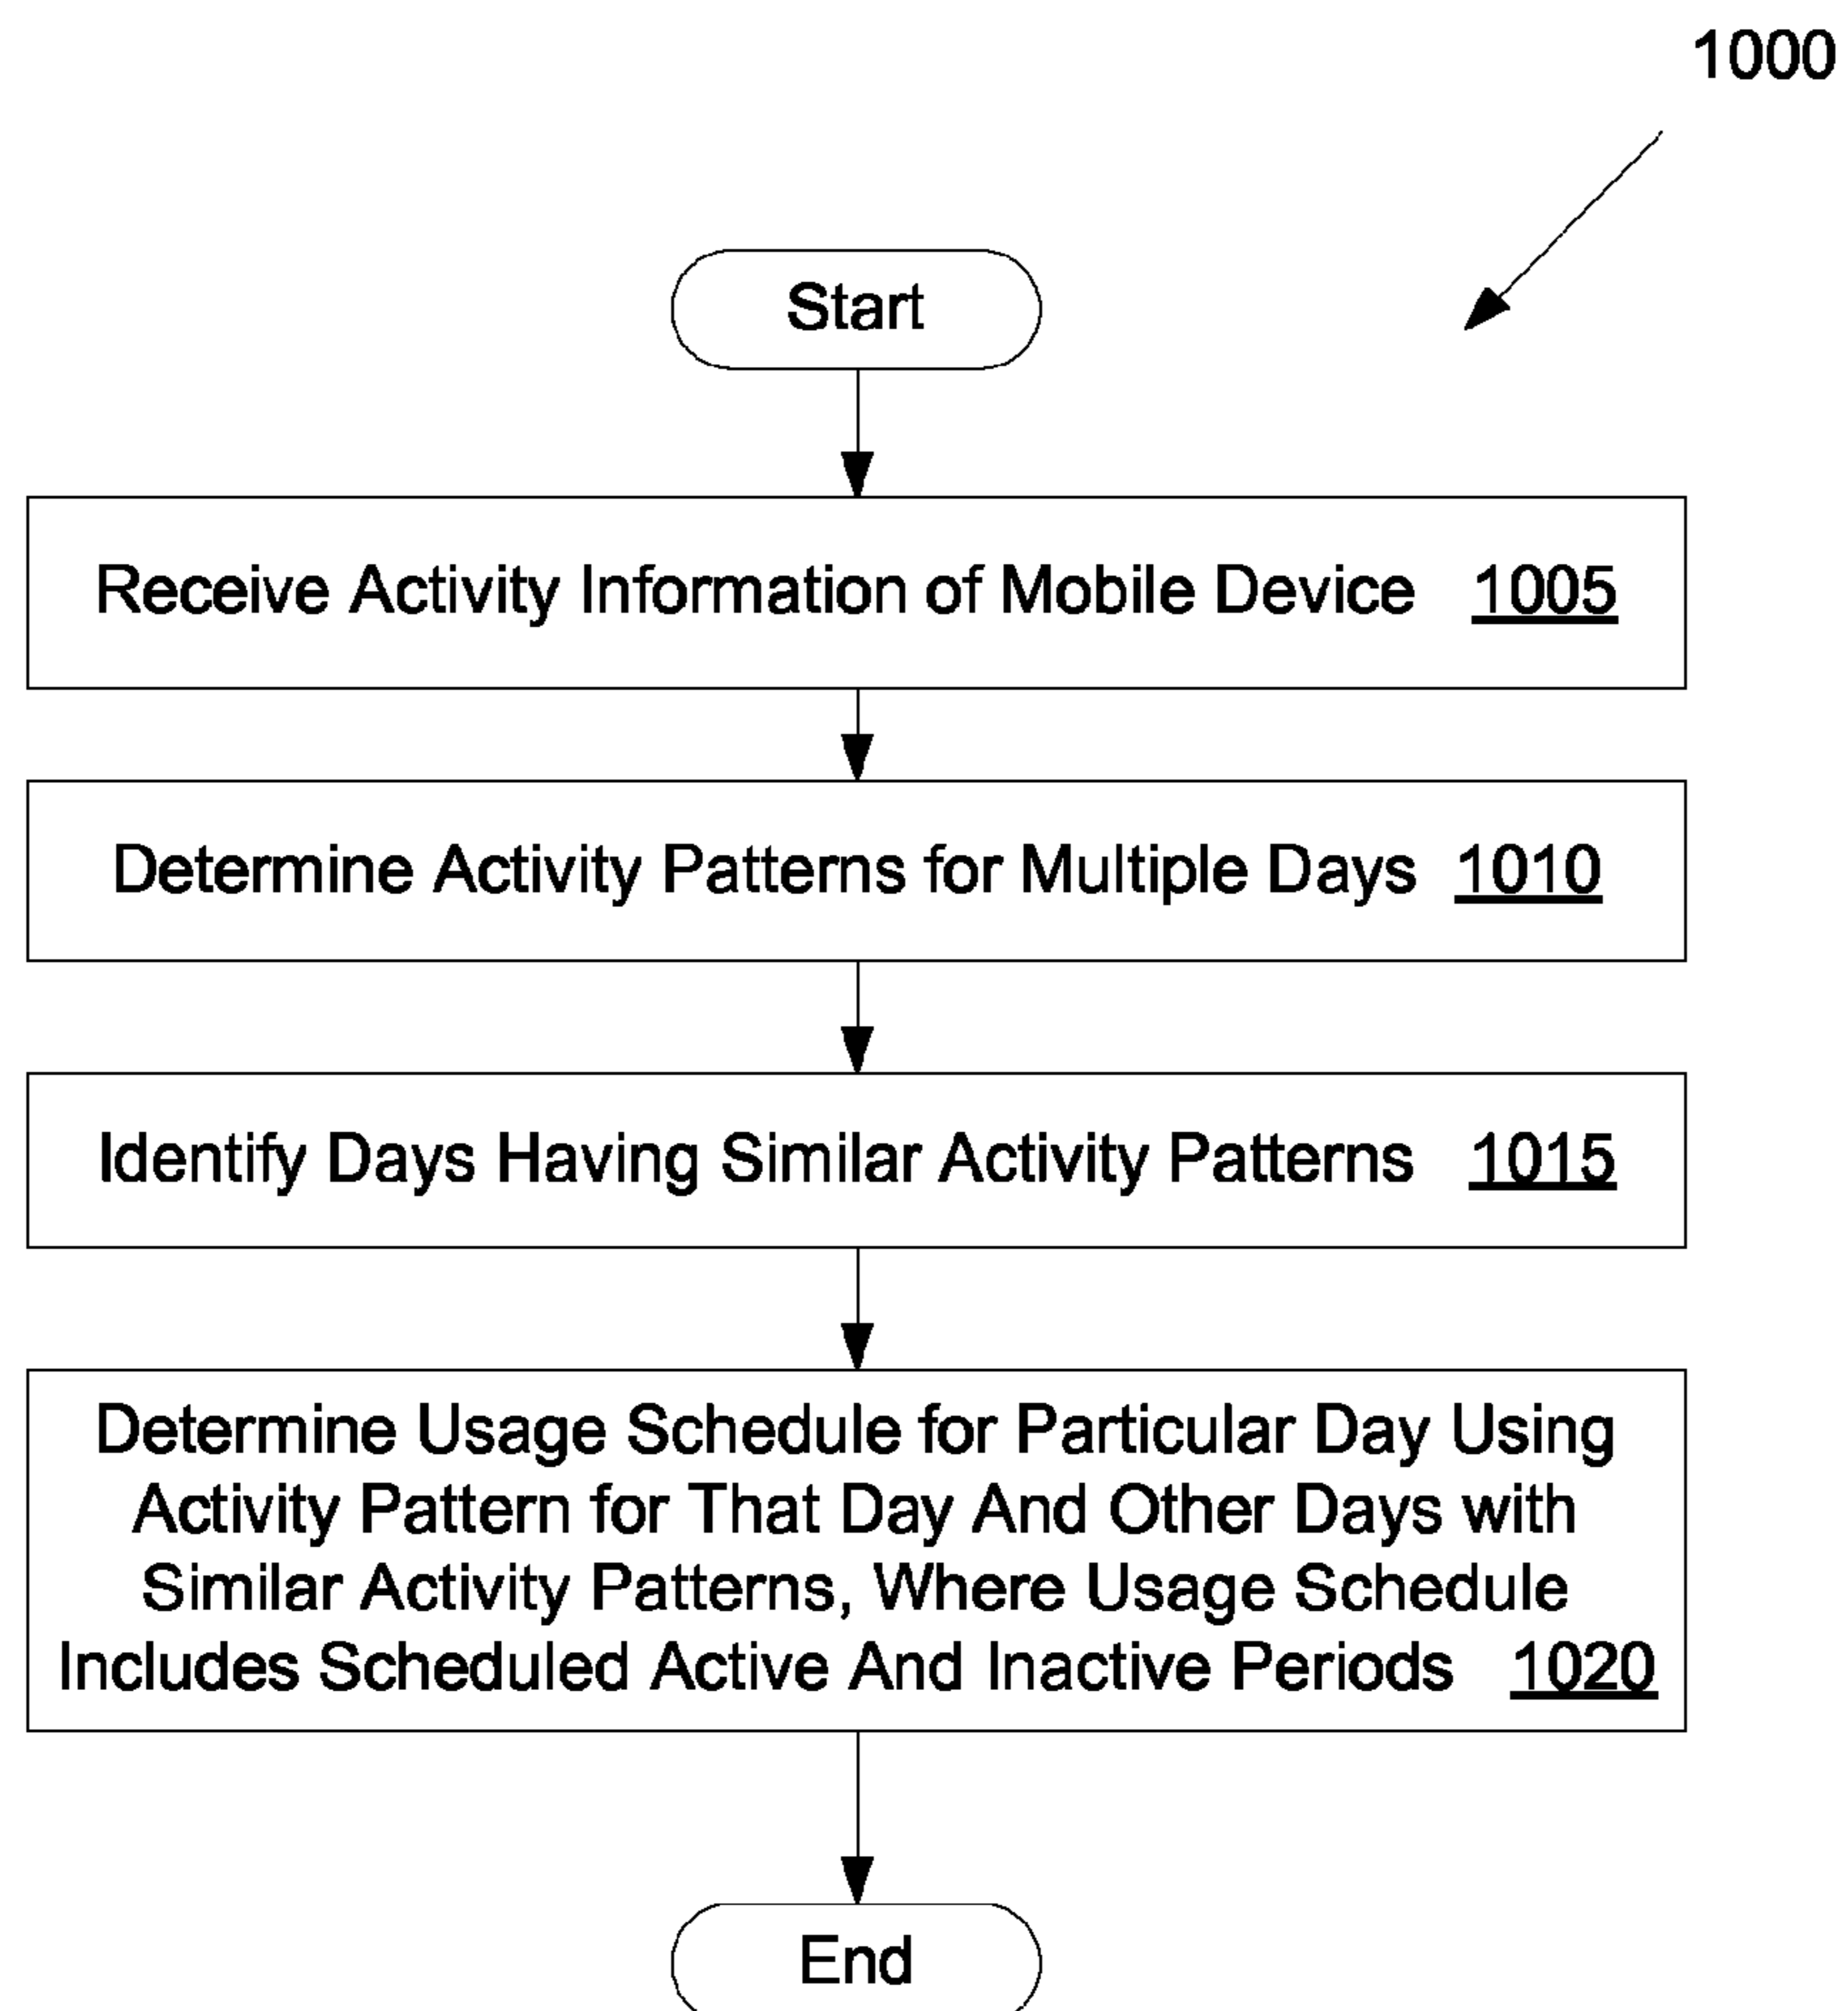 1000
Start
Receive Activity Information of Mobile Device 1005
Determine Activity Patterns for Multiple Days 1010
Identify Days Having Similar Activity Patterns 1015
Determine Usage Schedule for Particular Day Using
Activity Pattern for That Day And Other Days with
Similar Activity Patterns, Where Usage Schedule
Includes Scheduled Active And Inactive Periods 1020
End